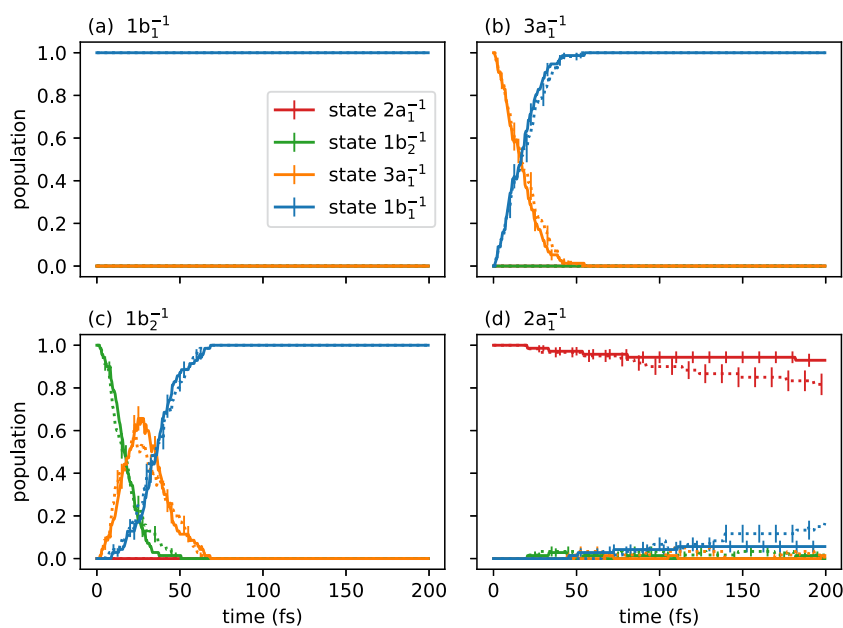 (a) 1b₁⁻¹
(b) 3a₁⁻¹
population
1.0
0.8
0.6
0.4
0.2
0.0
state 2a₁⁻¹
state 1b₂⁻¹
state 3a₁⁻¹
state 1b₁⁻¹
(c) 1b₂⁻¹
(d) 2a₁⁻¹
population
1.0
0.8
0.6
0.4
0.2
0.0
0 50 100 150 200
0 50 100 150 200
time (fs)
time (fs)